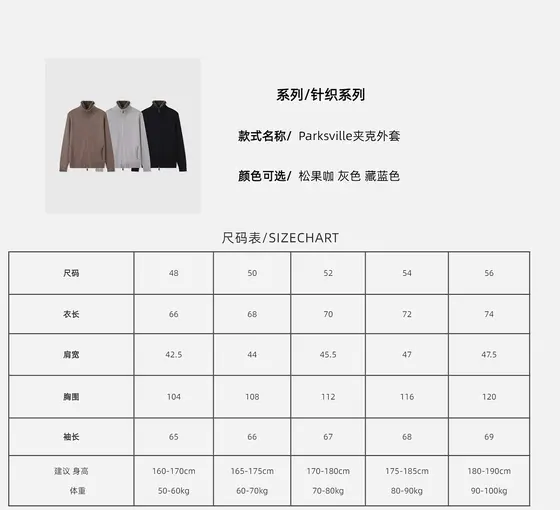 系列/针织系列
款式名称/ Parksville夹克外套
颜色可选/ 松果咖 灰色 藏蓝色
尺码表/SIZECHART
尺码 48 50 52 54 56
衣长 66 68 70 72 74
肩宽 42.5 44 45.5 47 47.5
胸围 104 108 112 116 120
袖长 65 66 67 68 69
建议 身高 160-170cm 165-175cm 170-180cm 175-185cm 180-190cm
体重 50-60kg 60-70kg 70-80kg 80-90kg 90-100kg